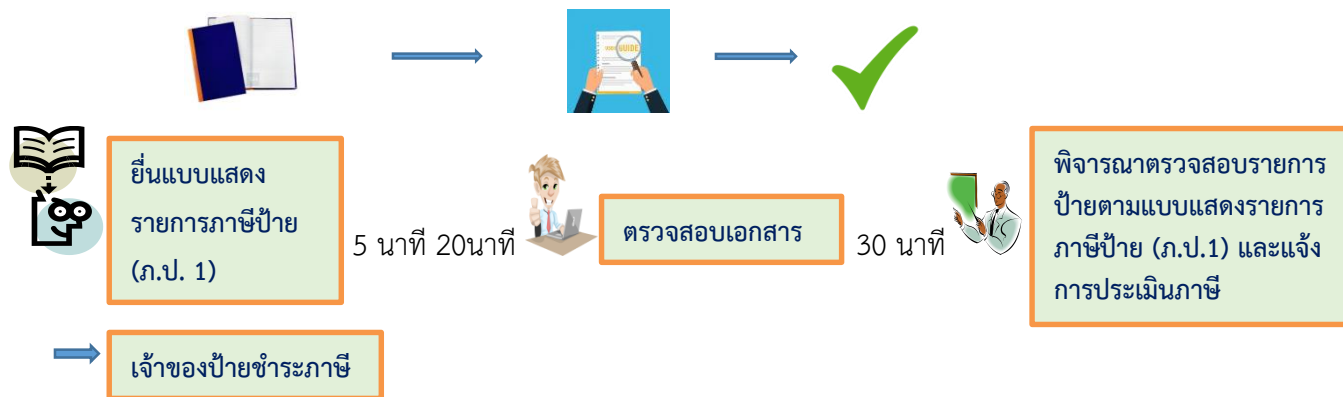 GUIDE
ยื่นแบบแสดง
รายการภาษีป้าย
(ภ.ป. 1)
5 นาที 20นาที
ตรวจสอบเอกสาร
30 นาที
พิจารณาตรวจสอบรายการ
ป้ายตามแบบแสดงรายการ
ภาษีป้าย (ภ.ป.1) และแจ้ง
การประเมินภาษี
เจ้าของป้ายชำระภาษี